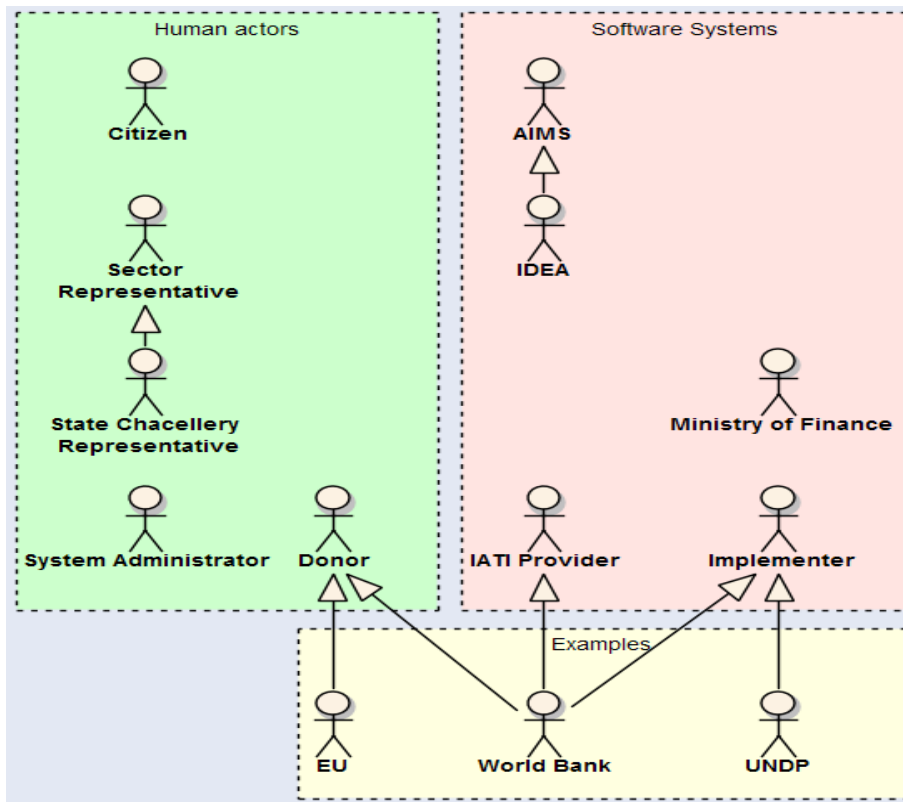 Human actors
Software Systems
Citizen
AIMS
Sector
Representative
IDEA
State Chacellery
Representative
Ministry of Finance
System Administrator
Donor
IATI Provider
Implementer
Examples
EU
World Bank
UNDP